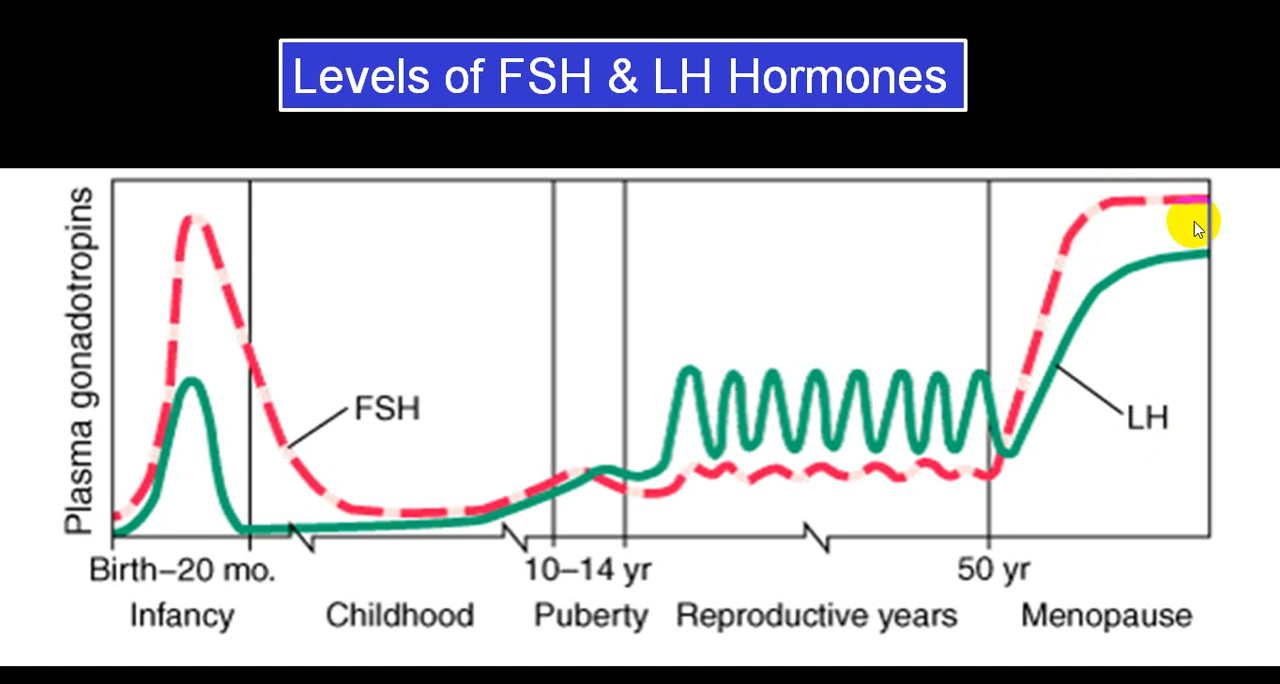 Levels of FSH & LH Hormones
Plasma gonadotropins
FSH
LH
Birth–20 mo.
10–14 yr
50 yr
Infancy
Childhood
Puberty
Reproductive years
Menopause